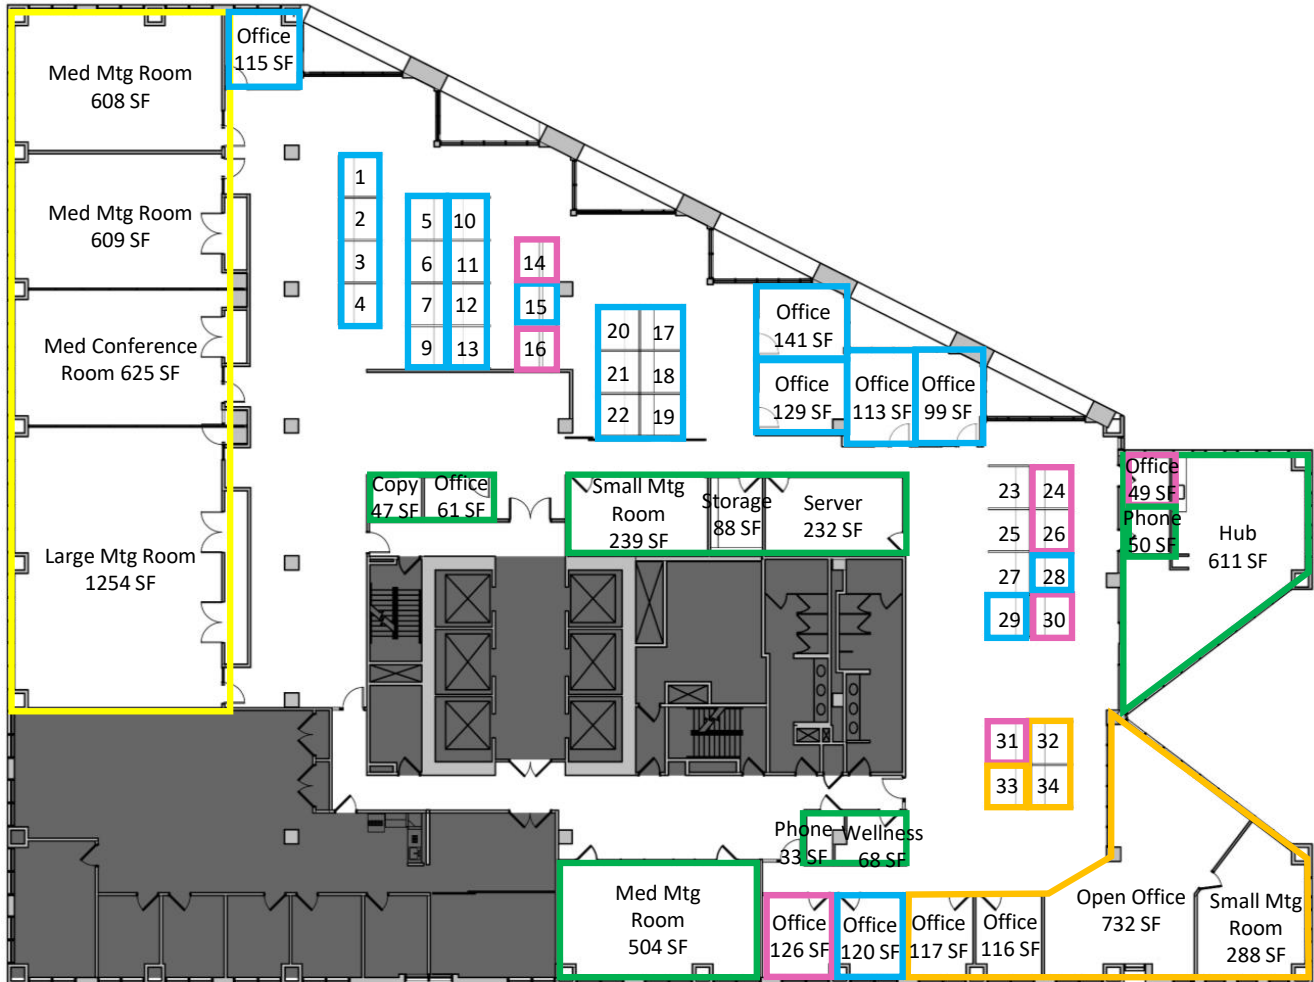 Office
115 SF
Med Mtg Room
608 SF
Med Mtg Room
609 SF
Med Conference
Room 625 SF
Large Mtg Room
1254 SF
1
2
3
4
5
6
7
9
10
11
12
13
14
15
16
20
21
22
17
18
19
Office
141 SF
Office
129 SF
Office
113 SF
Office
99 SF
Copy
47 SF
Office
61 SF
Small Mtg
Room
239 SF
Storage
88 SF
Server
232 SF
23
24
25
26
27
28
29
30
Office
49 SF
Phone
50 SF
Hub
611 SF
31
32
33
34
Phone
33 SF
Wellness
68 SF
Med Mtg
Room
504 SF
Office
126 SF
Office
120 SF
Office
117 SF
Office
116 SF
Open Office
732 SF
Small Mtg
Room
288 SF